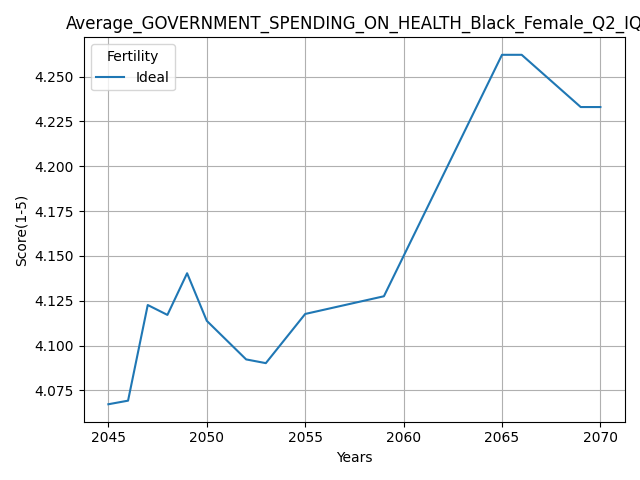 Average_GOVERNMENT_SPENDING_ON_HEALTH_Black_Female_Q2_IQ
Fertility
Ideal
4.250
4.225
4.200
4.175
4.150
4.125
4.100
4.075
Score(1-5)
2045 2050 2055 2060 2065 2070
Years